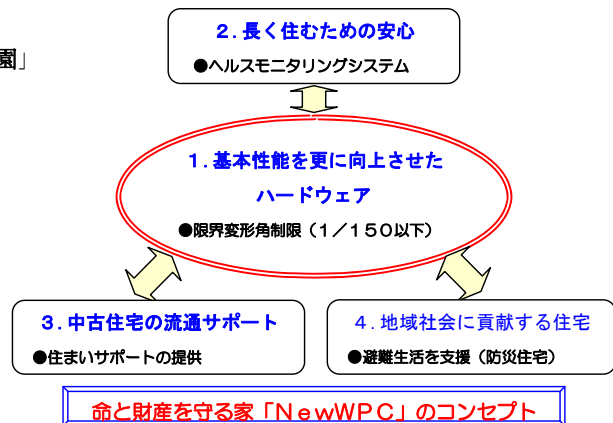 ２．長く住むための安心
園」
●ヘルスモニタリングシステム
１．基本性能を更に向上させた
ハードウェア
●限界変形角制限（１／１５０以下）
３．中古住宅の流通サポート
●住まいサポートの提供
４．地域社会に貢献する住宅
●避難生活を支援（防災住宅）
命と財産を守る家「ＮｅｗＷＰＣ」のコンセプト